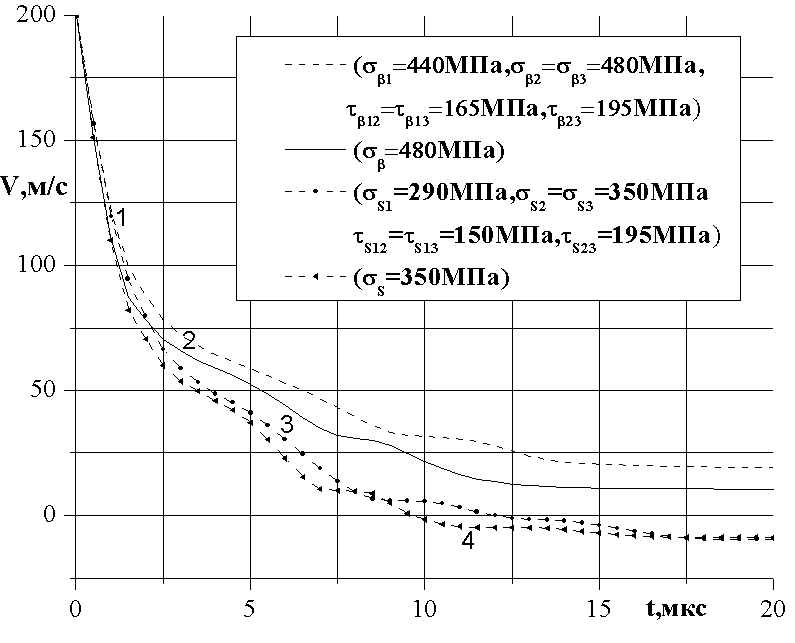 200
150
V,м/с
100
50
0
0 5 10 15 t,мкс 20
(σβ1=440МПа,σβ2=σβ3=480МПа,
τβ12=τβ13=165МПа,τβ23=195МПа)
(σβ=480МПа)
(σS1=290МПа,σS2=σS3=350МПа
τS12=τS13=150МПа,τS23=195МПа)
(σS=350МПа)
1
2
3
4